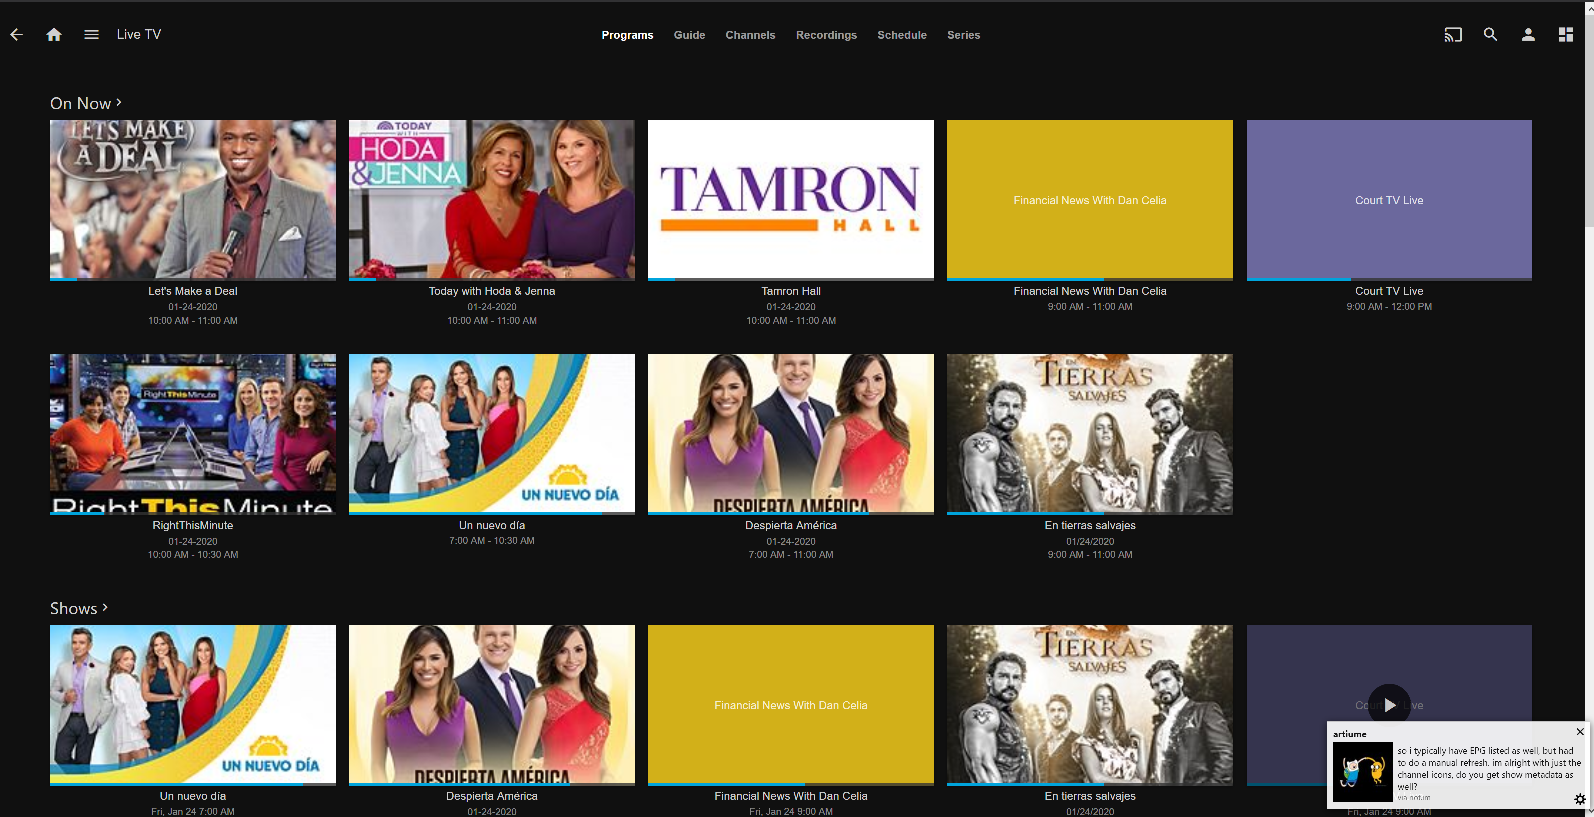 Live TV
Programs
Guide
Channels
Recordings
Schedule
Series
On Now
LET'S MAKE
A DEAL
TODAY
WITH
HODA
& JENNA
TAMRON
HALL
Financial News With Dan Celia
Court TV Live
Let's Make a Deal
01-24-2020
10:00 AM - 11:00 AM
Today with Hoda & Jenna
01-24-2020
10:00 AM - 11:00 AM
Tamron Hall
01-24-2020
10:00 AM - 11:00 AM
Financial News With Dan Celia
9:00 AM - 11:00 AM
Court TV Live
9:00 AM - 12:00 PM
RightThisMinute
RightThisMinute
UN NUEVO DÍA
DESPIERTA AMÉRICA
EN
TIERRAS
SALVAJES
RightThisMinute
01-24-2020
10:00 AM - 10:30 AM
Un nuevo día
7:00 AM - 10:30 AM
Despierta América
01-24-2020
7:00 AM - 11:00 AM
En tierras salvajes
01/24/2020
9:00 AM - 11:00 AM
Shows
UN NUEVO DÍA
DESPIERTA AMÉRICA
Financial News With Dan Celia
EN
TIERRAS
SALVAJES
Un nuevo día
Fri, Jan 24 7:00 AM
Despierta América
01-24-2020
Financial News With Dan Celia
Fri, Jan 24 9:00 AM
En tierras salvajes
01/24/2020
Fri, Jan 24 9:00 AM
artiume
so i typically have EPG listed as well, but had
to do a manual refresh. im alright with just the
channel icons, do you get show metadata as
well?